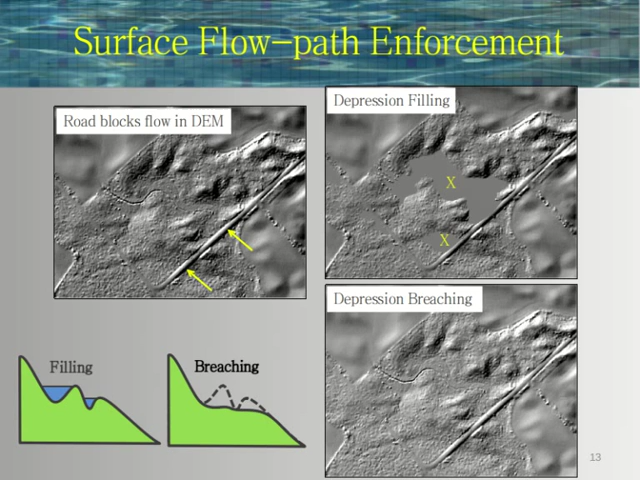 Surface Flow-path Enforcement
Road blocks flow in DEM
Depression Filling
X
X
Depression Breaching
Filling
Breaching
13